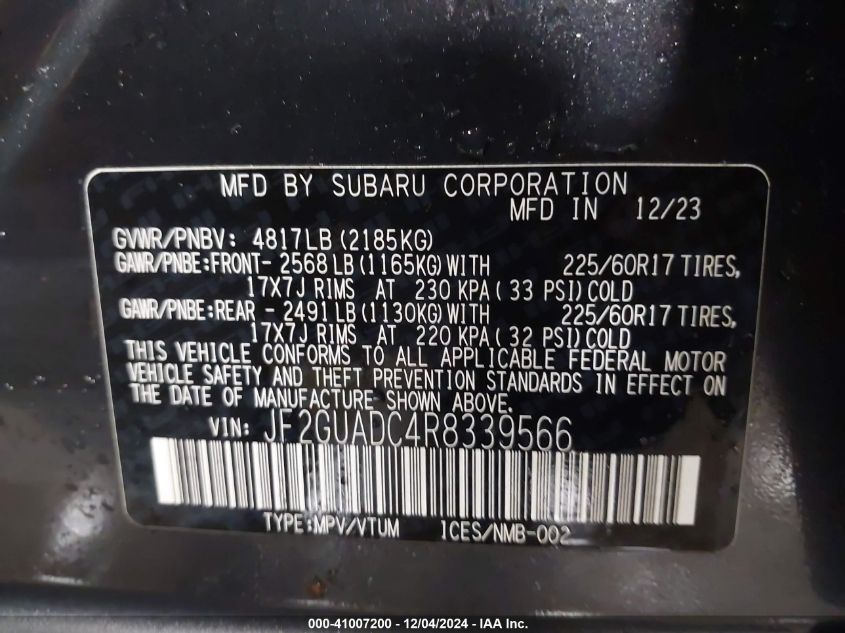 MFD BY SUBARU CORPORATION
MFD IN 12/23
GVWR/PNBV: 4817LB (2185KG)
GAWR/PNBE:FRONT- 2568 LB (1165KG) WITH 225/60R17 TIRES,
17X7J RIMS AT 230 KPA ( 33 PSI) COLD
GAWR/PNBE:REAR - 2491 LB (1130KG) WITH 225/60R17 TIRES,
17X7J RIMS AT 220 KPA ( 32 PSI) COLD
THIS VEHICLE CONFORMS TO ALL APPLICABLE FEDERAL MOTOR
VEHICLE SAFETY AND THEFT PREVENTION STANDARDS IN EFFECT ON
THE DATE OF MANUFACTURE SHOWN ABOVE.
VIN: JF2GUADC4R8339566
TYPE:MPV/VTUM ICES/NMB-002
000-41007200 - 12/04/2024 - IAA Inc.